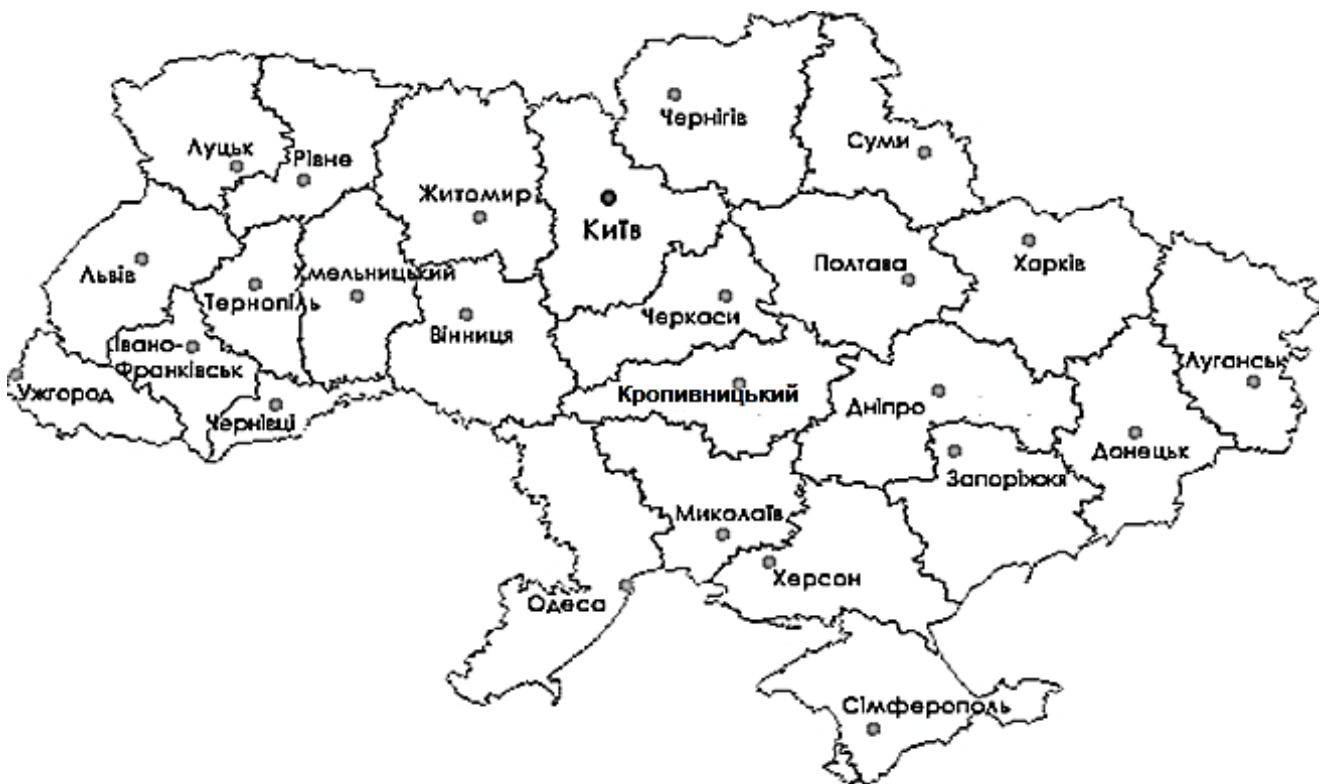 Чернігів
Суми
Луцьк
Рівне
Житомир
Київ
Львів
Тернопіль
Хмельницький
Полтава
Харків
Черкаси
Вінниця
Івано-
Франківськ
Луганськ
Ужгород
Кропивницький
Дніпро
Чернівці
Донецьк
Запоріжжя
Миколаїв
Херсон
Одеса
Сімферополь